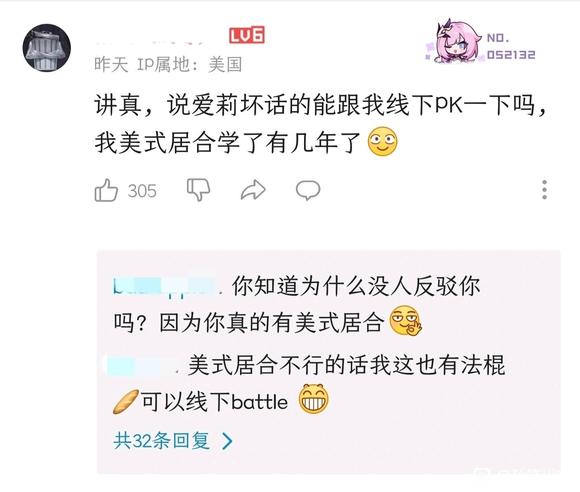 LV6
NO.
052132
昨天 IP属地：美国
讲真，说爱莉坏话的能跟我线下PK一下吗，
我美式居合学了有几年了
305
你知道为什么没人反驳你
吗？因为你真的有美式居合
美式居合不行的话我这也有法棍
可以线下battle
共32条回复